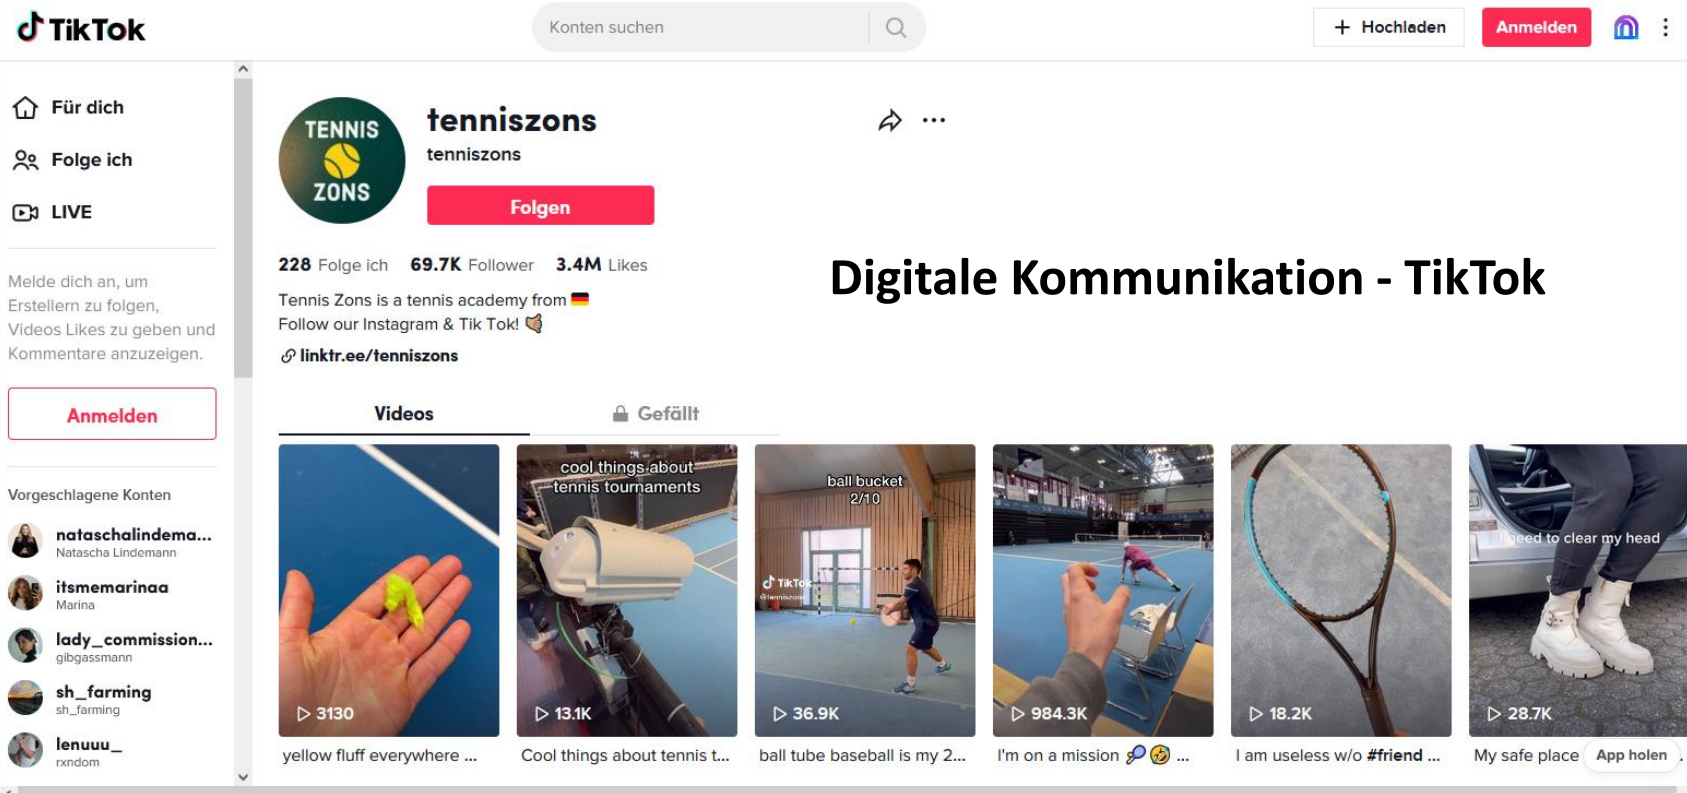 TikTok
Konten suchen
+ Hochladen
Anmelden
Für dich
Folge ich
LIVE
Melde dich an, um
Erstellern zu folgen,
Videos Likes zu geben und
Kommentare anzuzeigen.
Anmelden
Vorgeschlagene Konten
nataschalindema...
Natascha Lindemann
itsmemarinaa
Marina
lady_commission...
gibgassmann
sh_farming
sh_farming
lenuuu_
rxndom
TENNIS
ZONS
tenniszons
tenniszons
Folgen
228 Folge ich 69.7K Follower 3.4M Likes
Tennis Zons is a tennis academy from 🇩🇪
Follow our Instagram & Tik Tok! 🤙🏼
linktr.ee/tenniszons
Digitale Kommunikation - TikTok
Videos
Gefällt
3130
yellow fluff everywhere ...
cool things about
tennis tournaments
13.1K
Cool things about tennis t...
ball bucket
2/10
TikTok
@tenniszons
36.9K
ball tube baseball is my 2...
984.3K
I'm on a mission 🎾🤣 ...
18.2K
I am useless w/o #friend ...
need to clear my head
28.7K
My safe place
App holen